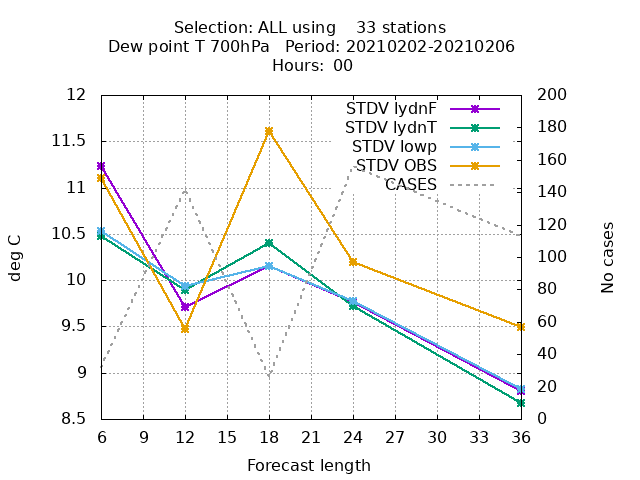 Selection: ALL using 33 stations
Dew point T 700hPa Period: 20210202-20210206
Hours: 00
12
11.5
11
10.5
10
9.5
9
8.5
200
180
160
140
120
100
80
60
40
20
0
STDV lydnF
STDV lydnT
STDV lowp
STDV OBS
CASES
deg C
No cases
6 9 12 15 18 21 24 27 30 33 36
Forecast length